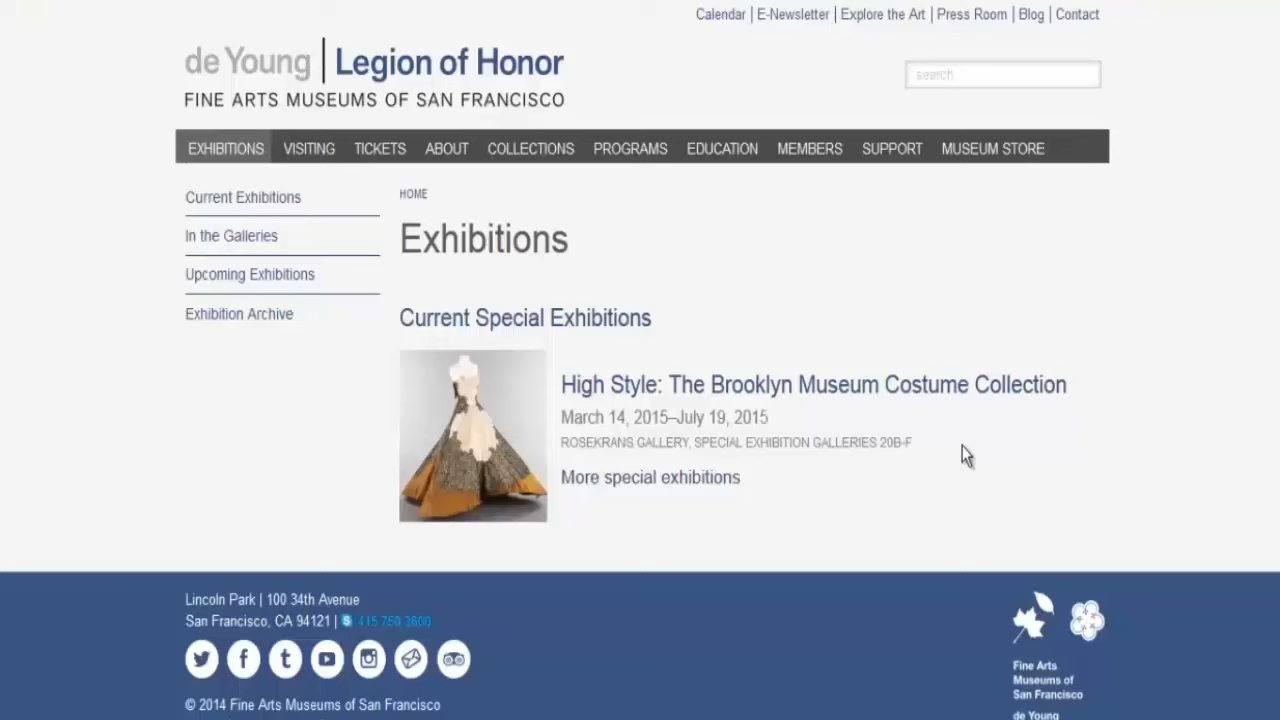 Calendar | E-Newsletter | Explore the Art | Press Room | Blog | Contact
de Young | Legion of Honor
FINE ARTS MUSEUMS OF SAN FRANCISCO
search
EXHIBITIONS VISITING TICKETS ABOUT COLLECTIONS PROGRAMS EDUCATION MEMBERS SUPPORT MUSEUM STORE
Current Exhibitions
In the Galleries
Upcoming Exhibitions
Exhibition Archive
HOME
Exhibitions
Current Special Exhibitions
High Style: The Brooklyn Museum Costume Collection
March 14, 2015–July 19, 2015
ROSEKRANS GALLERY, SPECIAL EXHIBITION GALLERIES 20B-F
More special exhibitions
Lincoln Park | 100 34th Avenue
San Francisco, CA 94121 | 415 750 3600
© 2014 Fine Arts Museums of San Francisco
Fine Arts
Museums of
San Francisco
de Young